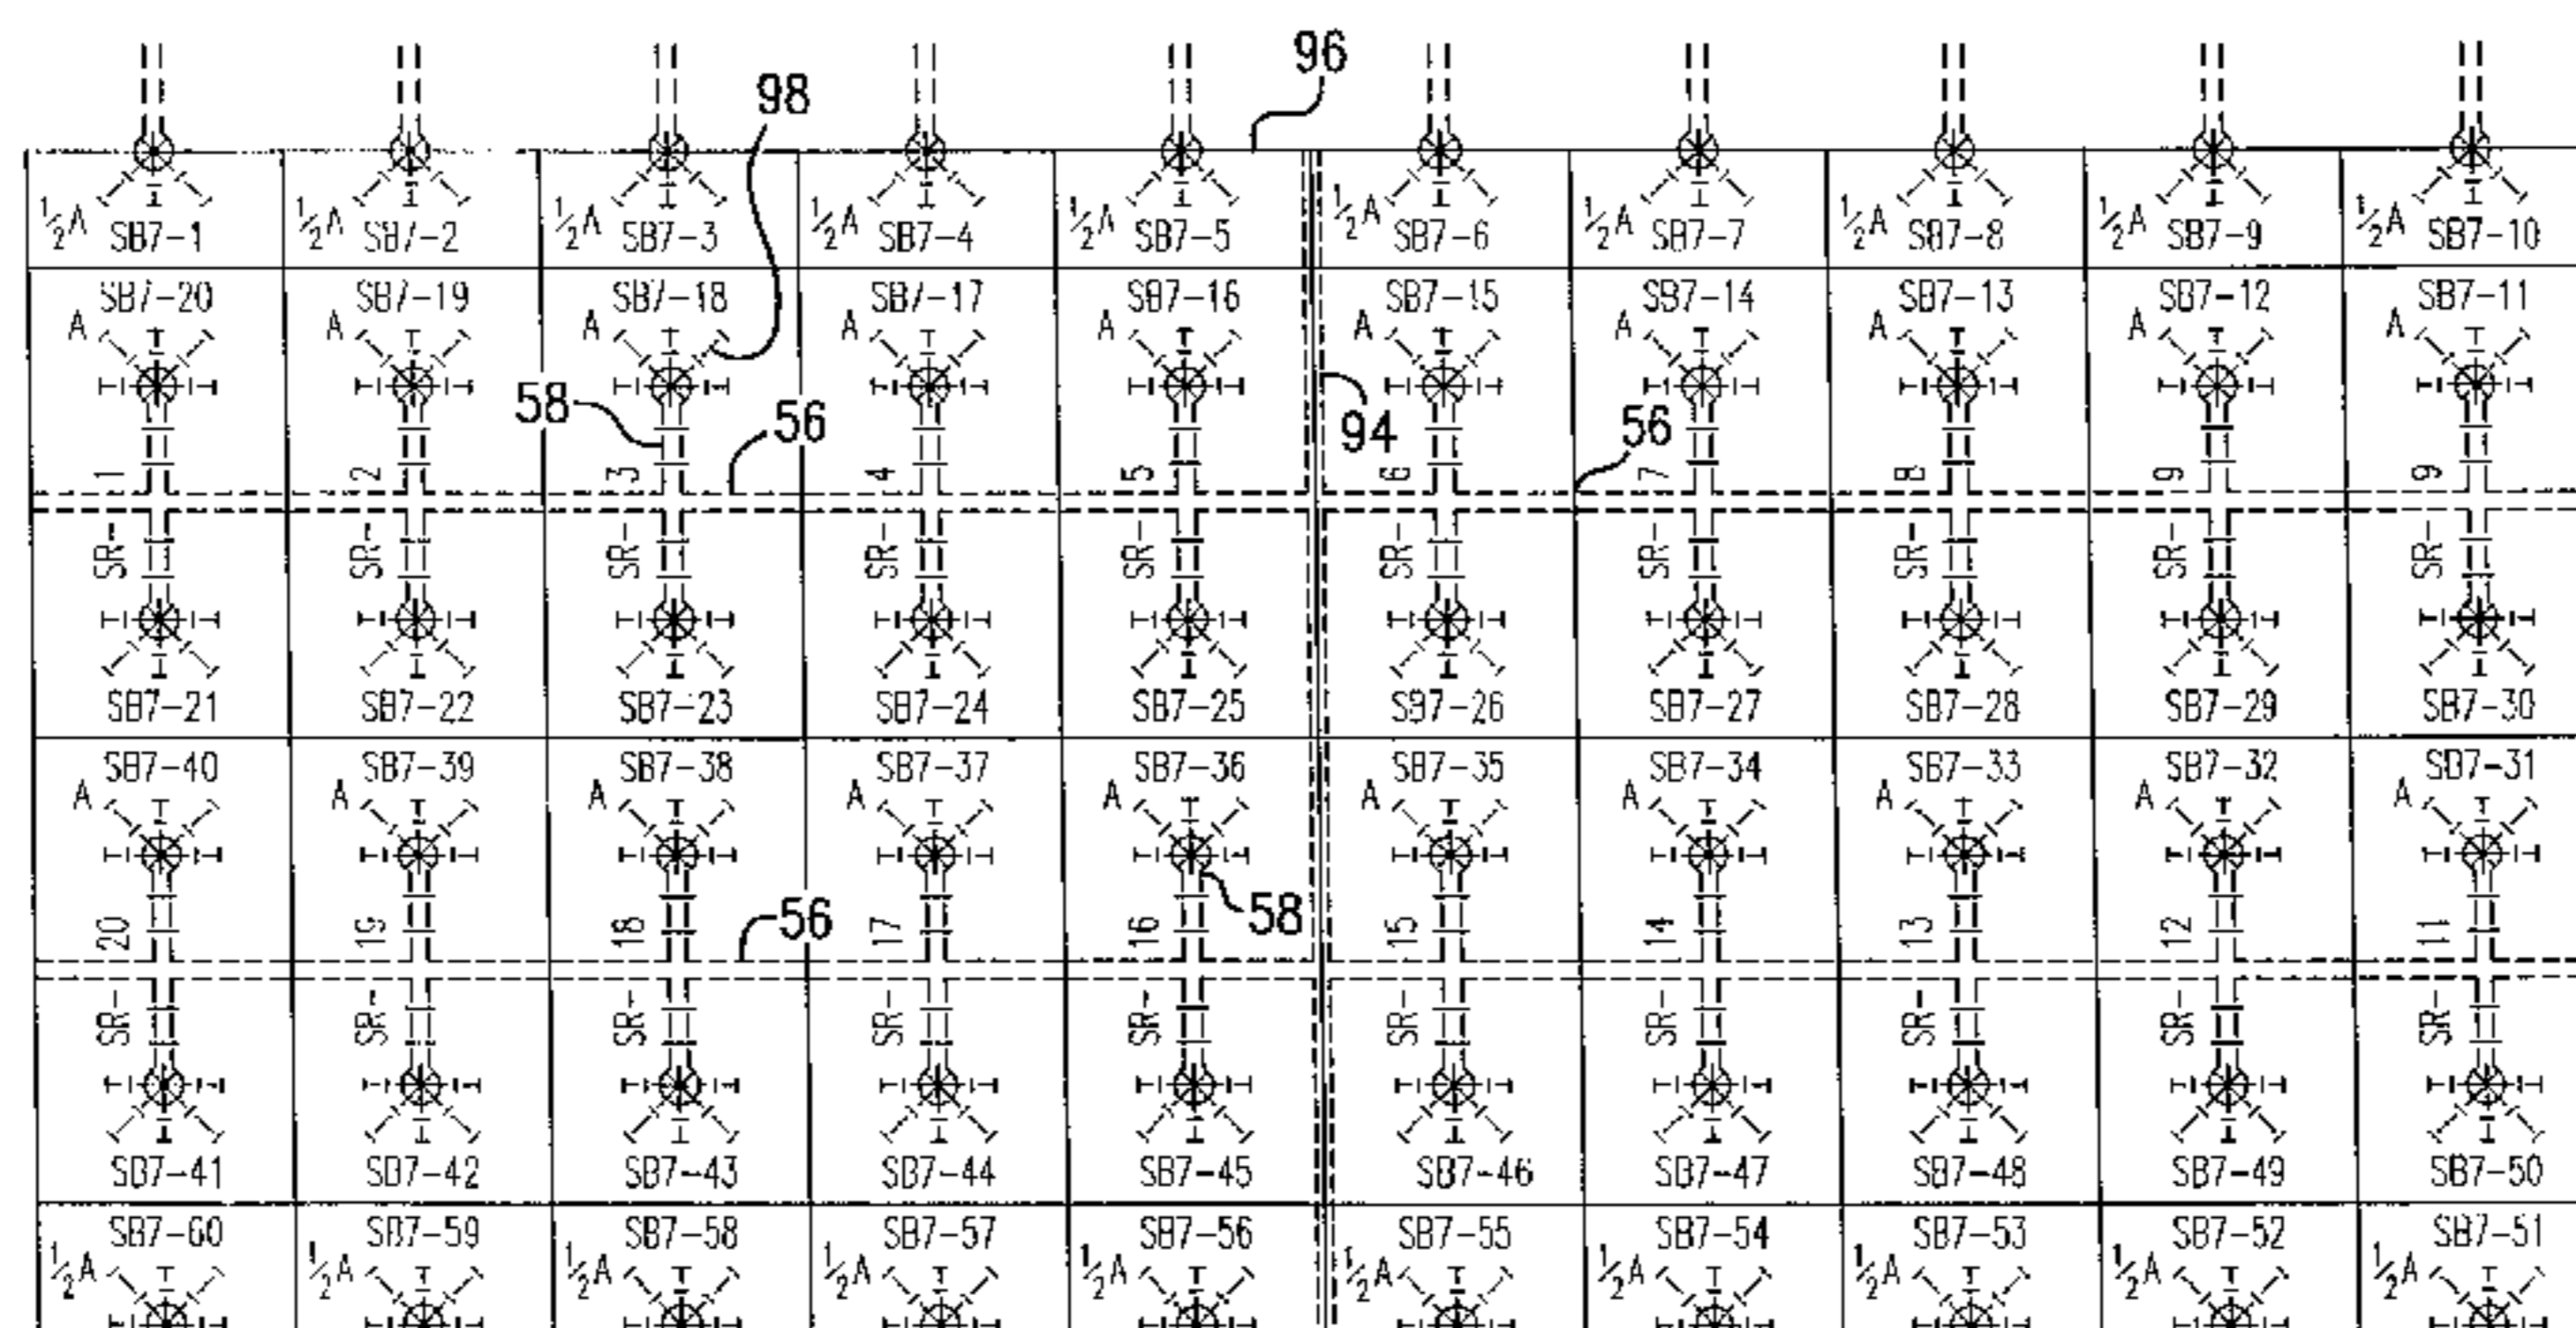 96
98
½A SB7-1 ½A SB7-2 ½A SB7-3 ½A SB7-4 ½A SB7-5 ½A SB7-6 ½A SB7-7 ½A SB7-8 ½A SB7-9 ½A SB7-10
SB7-20 SB7-19 SB7-18 SB7-17 SB7-16 SB7-15 SB7-14 SB7-13 SB7-12 SB7-11
A A A A A A A A A A
58 56 94 56
SR-1 SR-2 SR-3 SR-4 SR-5 SR-6 SR-7 SR-8 SR-9 SR-9
SB7-21 SB7-22 SB7-23 SB7-24 SB7-25 SB7-26 SB7-27 SB7-28 SB7-29 SB7-30
SB7-40 SB7-39 SB7-38 SB7-37 SB7-36 SB7-35 SB7-34 SB7-33 SB7-32 SB7-31
A A A A A A A A A A
56 58
SR-20 SR-19 SR-18 SR-17 SR-16 SR-15 SR-14 SR-13 SR-12 SR-11
SB7-41 SB7-42 SB7-43 SB7-44 SB7-45 SB7-46 SB7-47 SB7-48 SB7-49 SB7-50
SB7-60 SB7-59 SB7-58 SB7-57 SB7-56 SB7-55 SB7-54 SB7-53 SB7-52 SB7-51
½A ½A ½A ½A ½A ½A ½A ½A ½A ½A